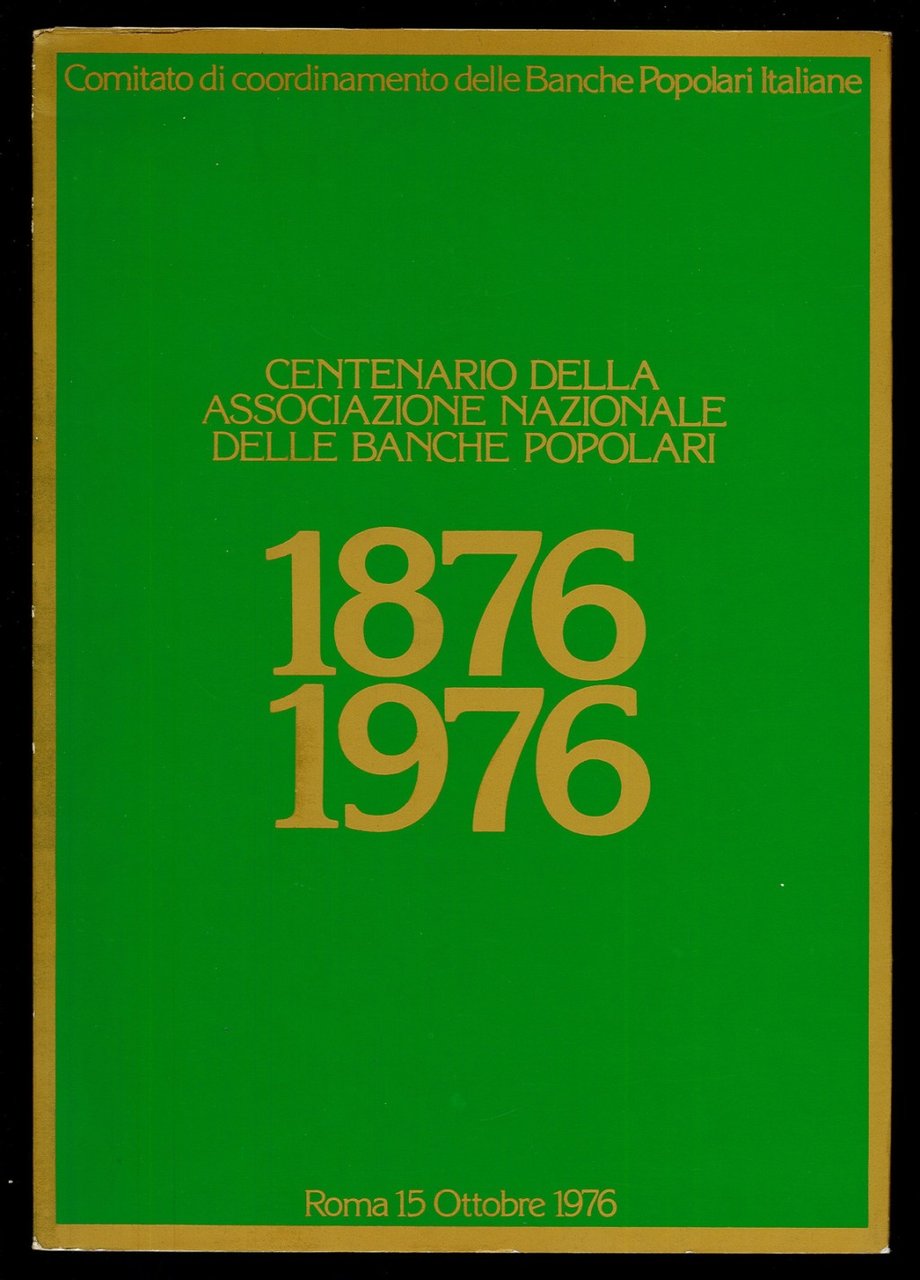 Comitato di coordinamento delle Banche Popolari Italiane
CENTENARIO DELLA
ASSOCIAZIONE NAZIONALE
DELLE BANCHE POPOLARI
1876
1976
Roma 15 Ottobre 1976